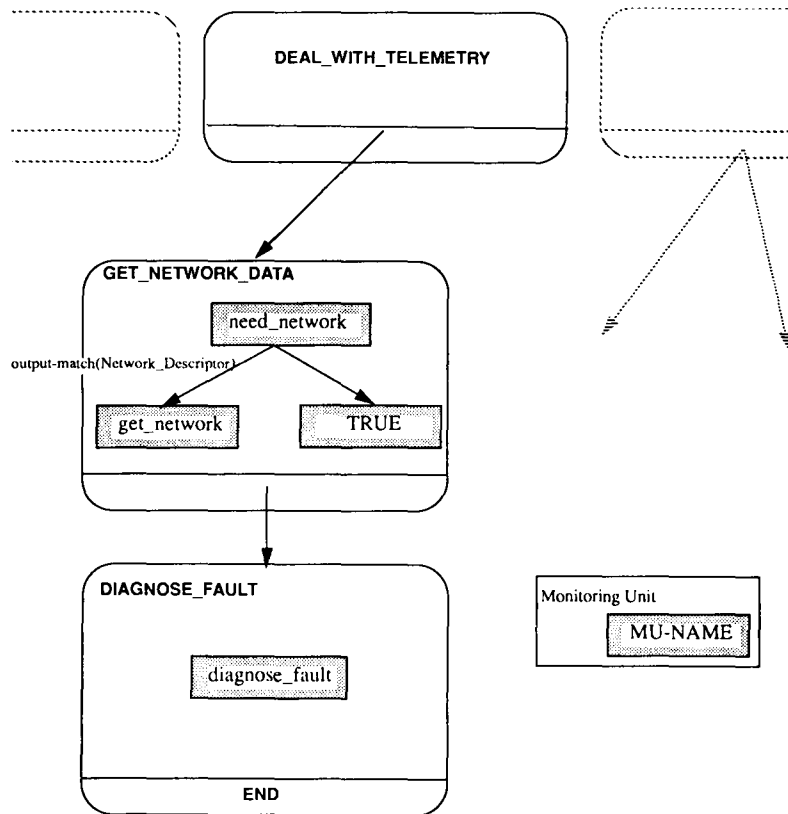 DEAL_WITH_TELEMETRY
GET_NETWORK_DATA
need_network
output-match(Network_Descriptor)
get_network
TRUE
DIAGNOSE_FAULT
diagnose_fault
END
Monitoring Unit
MU-NAME